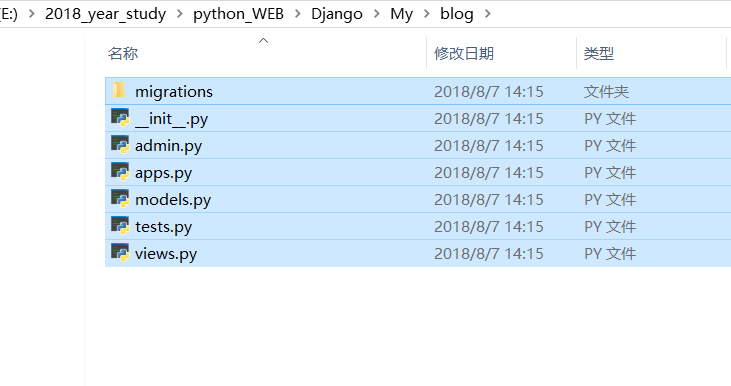 (E:) > 2018_year_study > python_WEB > Django > My > blog >
名称 修改日期 类型
migrations 2018/8/7 14:15 文件夹
__init__.py 2018/8/7 14:15 PY 文件
admin.py 2018/8/7 14:15 PY 文件
apps.py 2018/8/7 14:15 PY 文件
models.py 2018/8/7 14:15 PY 文件
tests.py 2018/8/7 14:15 PY 文件
views.py 2018/8/7 14:15 PY 文件